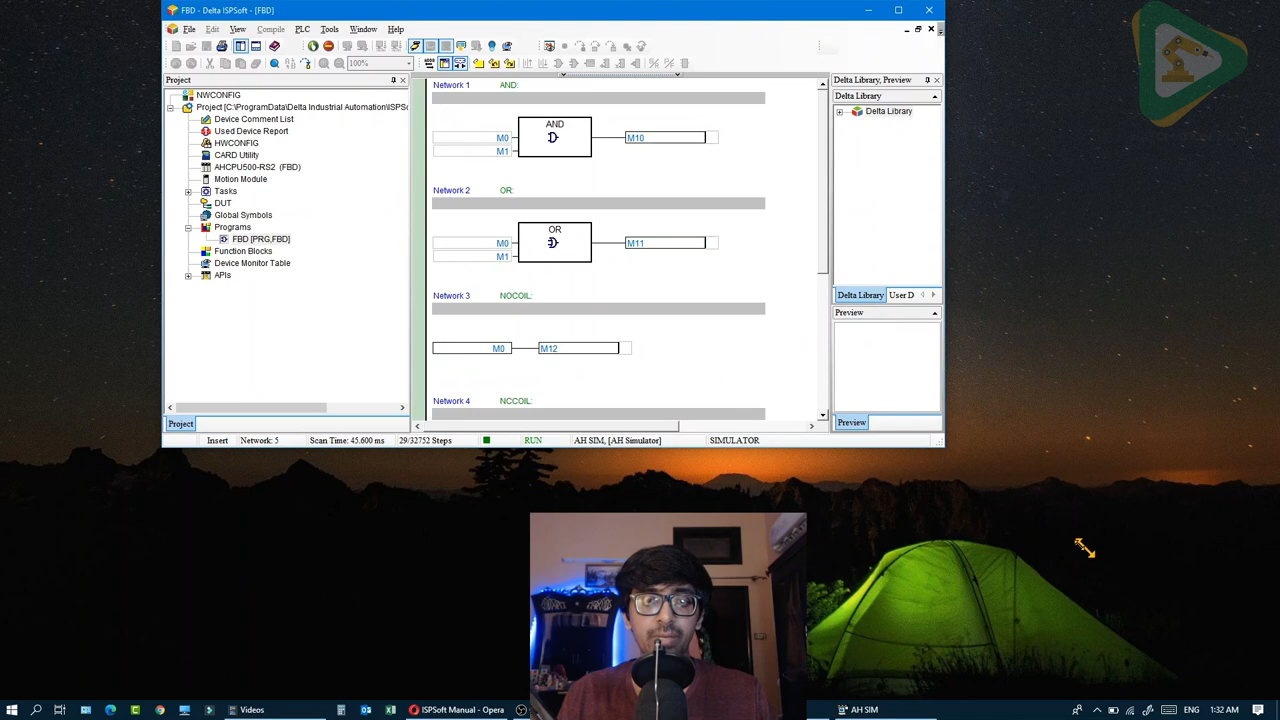 FBD - Delta ISPSoft - [FBD]
File Edit View Compile PLC Tools Window Help
100%
Project
NWCONFIG
Project [C:\ProgramData\Delta Industrial Automation\ISPSo
Device Comment List
Used Device Report
HWCONFIG
CARD Utility
AHCPU500-RS2 (FBD)
Motion Module
Tasks
DUT
Global Symbols
Programs
FBD [PRG,FBD]
Function Blocks
Device Monitor Table
APIs
Project
Network 1 AND:
AND
M0
M1
M10
Network 2 OR:
OR
M0
M1
M11
Network 3 NOCOIL:
M0 M12
Network 4 NCCOIL:
Delta Library, Preview
Delta Library
Delta Library
Delta Library User D
Preview
Preview
Insert Network: 5 Scan Time: 45.600 ms 29/32752 Steps RUN AH SIM, [AH Simulator] SIMULATOR
Videos ISPSoft Manual - Opera AH SIM ENG 1:32 AM